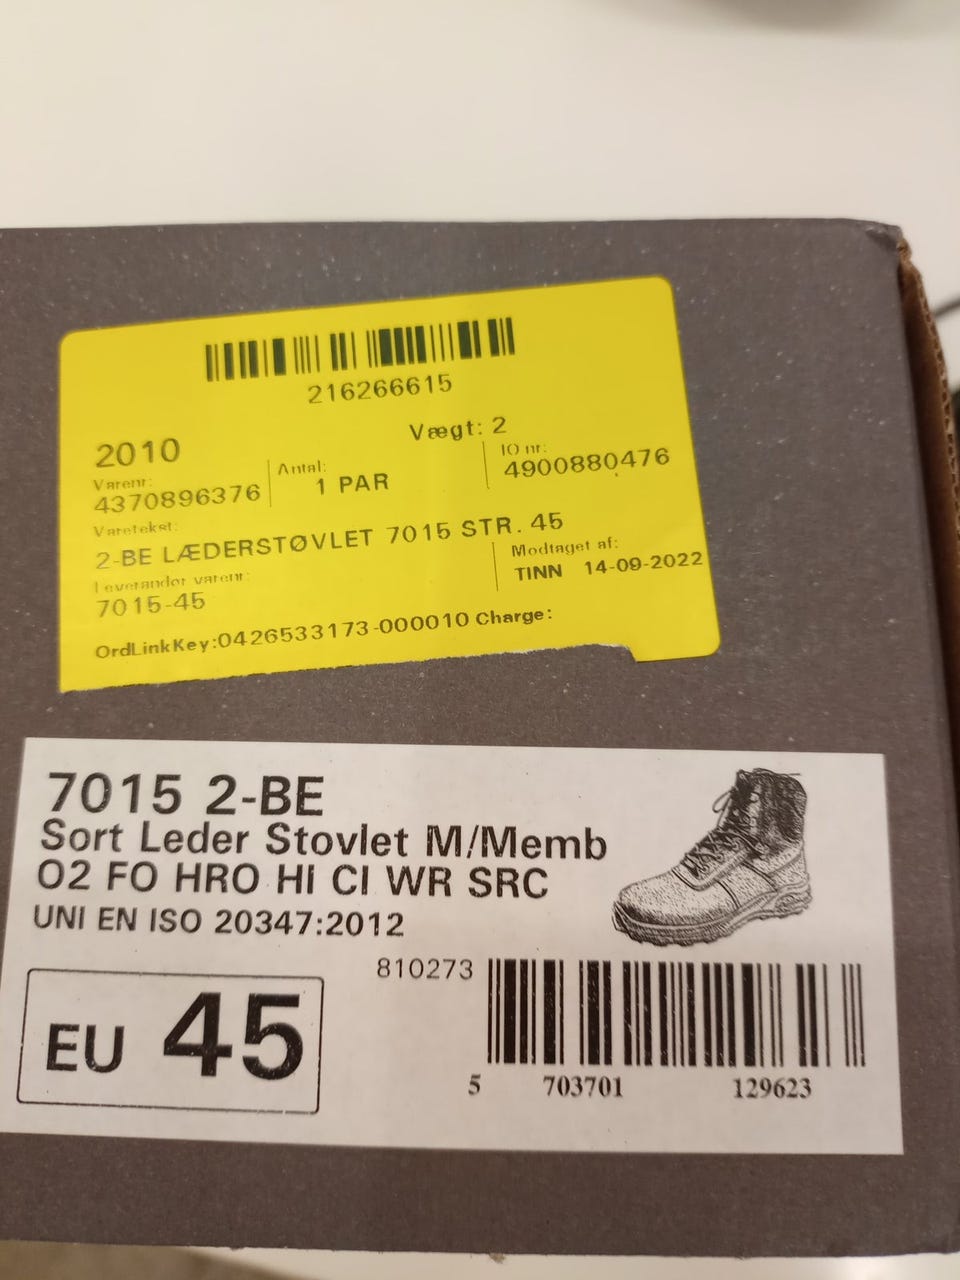 216266615
Vægt: 2
2010
Varenr:
4370896376
Antal:
1 PAR
IO nr:
4900880476
Varetekst:
2-BE LÆDERSTØVLET 7015 STR. 45
Leverandør varenr:
7015-45
Modtaget af:
TINN 14-09-2022
OrdLinkKey:0426533173-000010 Charge:
7015 2-BE
Sort Leder Stovlet M/Memb
O2 FO HRO HI CI WR SRC
UNI EN ISO 20347:2012
810273
EU 45
5 703701 129623